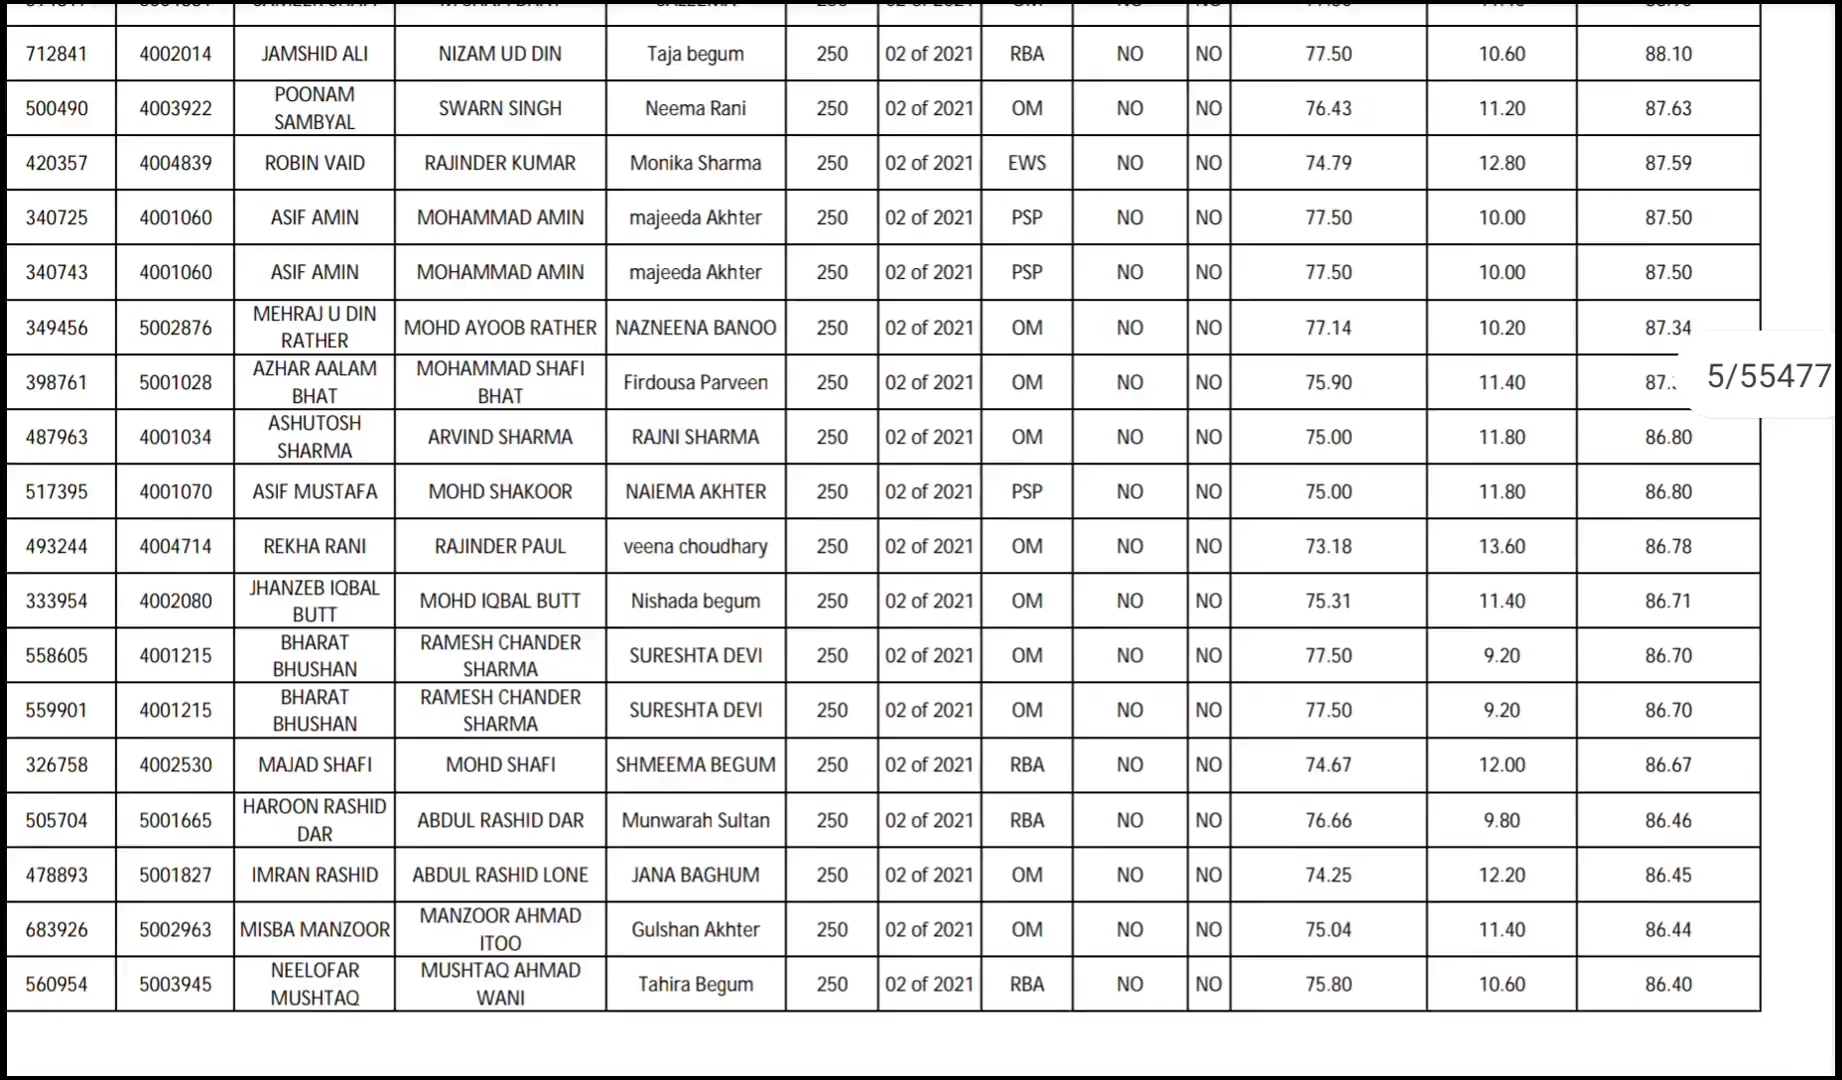 712841 4002014 JAMSHID ALI NIZAM UD DIN Taja begum 250 02 of 2021 RBA NO NO 77.50 10.60 88.10
500490 4003922 POONAM SAMBYAL SWARN SINGH Neema Rani 250 02 of 2021 OM NO NO 76.43 11.20 87.63
420357 4004839 ROBIN VAID RAJINDER KUMAR Monika Sharma 250 02 of 2021 EWS NO NO 74.79 12.80 87.59
340725 4001060 ASIF AMIN MOHAMMAD AMIN majeeda Akhter 250 02 of 2021 PSP NO NO 77.50 10.00 87.50
340743 4001060 ASIF AMIN MOHAMMAD AMIN majeeda Akhter 250 02 of 2021 PSP NO NO 77.50 10.00 87.50
349456 5002876 MEHRAJ U DIN RATHER MOHD AYOOB RATHER NAZNEENA BANOO 250 02 of 2021 OM NO NO 77.14 10.20 87.34
398761 5001028 AZHAR AALAM BHAT MOHAMMAD SHAFI BHAT Firdousa Parveen 250 02 of 2021 OM NO NO 75.90 11.40
5/55477
487963 4001034 ASHUTOSH SHARMA ARVIND SHARMA RAJNI SHARMA 250 02 of 2021 OM NO NO 75.00 11.80 86.80
517395 4001070 ASIF MUSTAFA MOHD SHAKOOR NAIEMA AKHTER 250 02 of 2021 PSP NO NO 75.00 11.80 86.80
493244 4004714 REKHA RANI RAJINDER PAUL veena choudhary 250 02 of 2021 OM NO NO 73.18 13.60 86.78
333954 4002080 JHANZEB IQBAL BUTT MOHD IQBAL BUTT Nishada begum 250 02 of 2021 OM NO NO 75.31 11.40 86.71
558605 4001215 BHARAT BHUSHAN RAMESH CHANDER SHARMA SURESHTA DEVI 250 02 of 2021 OM NO NO 77.50 9.20 86.70
559901 4001215 BHARAT BHUSHAN RAMESH CHANDER SHARMA SURESHTA DEVI 250 02 of 2021 OM NO NO 77.50 9.20 86.70
326758 4002530 MAJAD SHAFI MOHD SHAFI SHMEEMA BEGUM 250 02 of 2021 RBA NO NO 74.67 12.00 86.67
505704 5001665 HAROON RASHID DAR ABDUL RASHID DAR Munwarah Sultan 250 02 of 2021 RBA NO NO 76.66 9.80 86.46
478893 5001827 IMRAN RASHID ABDUL RASHID LONE JANA BAGHUM 250 02 of 2021 OM NO NO 74.25 12.20 86.45
683926 5002963 MISBA MANZOOR MANZOOR AHMAD ITOO Gulshan Akhter 250 02 of 2021 OM NO NO 75.04 11.40 86.44
560954 5003945 NEELOFAR MUSHTAQ MUSHTAQ AHMAD WANI Tahira Begum 250 02 of 2021 RBA NO NO 75.80 10.60 86.40